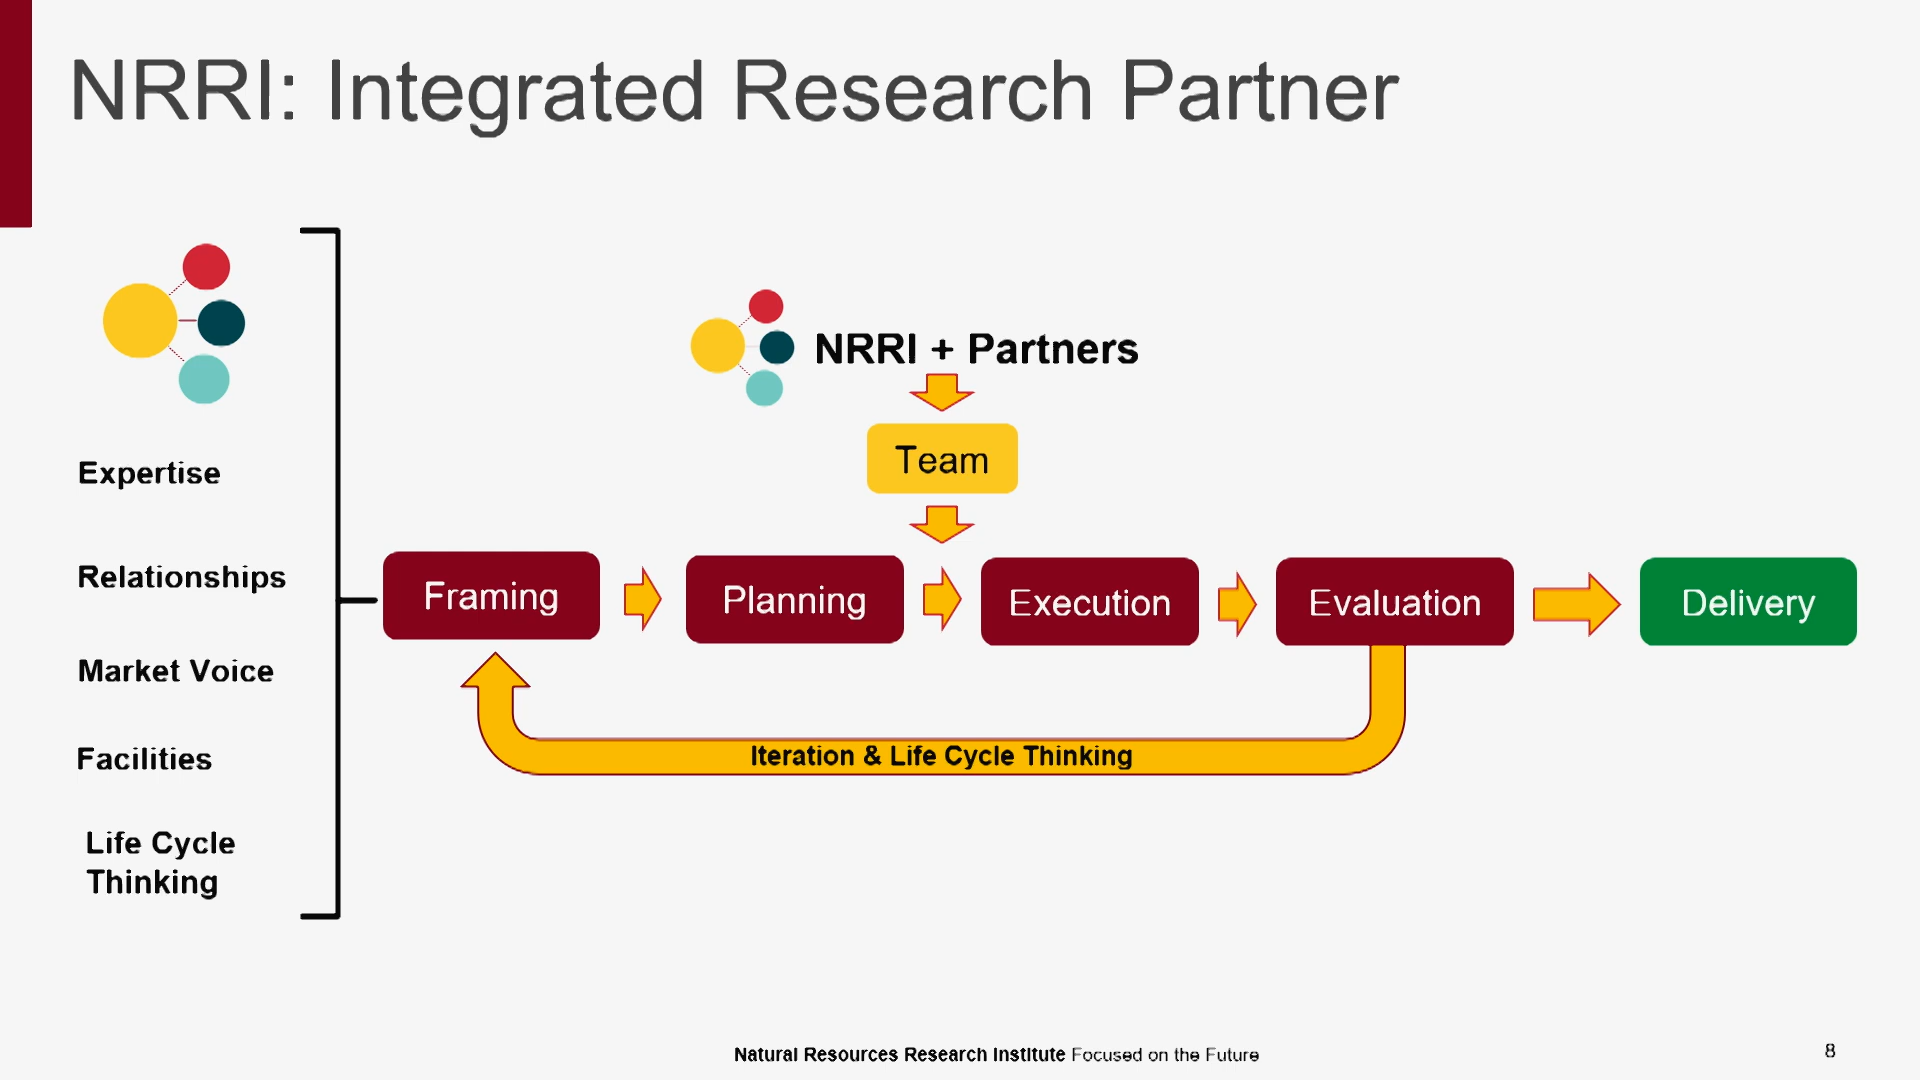 NRRI: Integrated Research Partner
Expertise
Relationships
Market Voice
Facilities
Life Cycle
Thinking
NRRI + Partners
Team
Framing
Planning
Execution
Evaluation
Delivery
Iteration & Life Cycle Thinking
Natural Resources Research Institute Focused on the Future
8